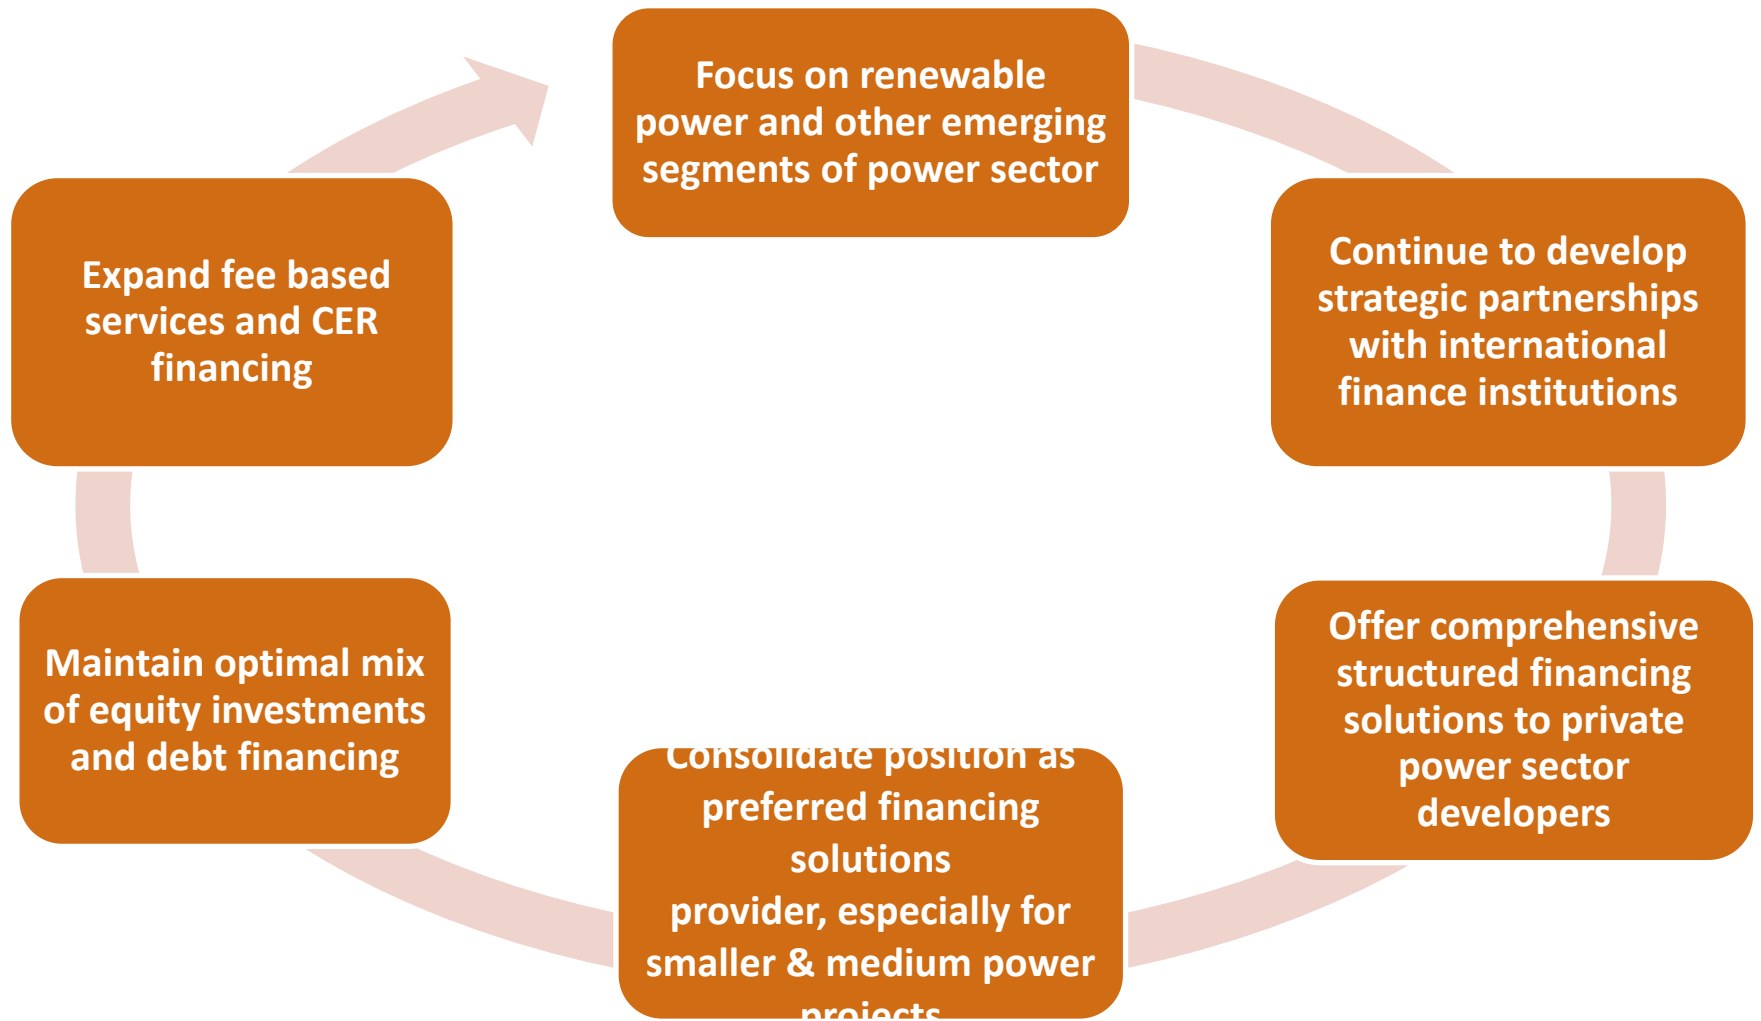 Focus on renewable
power and other emerging
segments of power sector
Continue to develop
strategic partnerships
with international
finance institutions
Offer comprehensive
structured financing
solutions to private
power sector
developers
Consolidate position as
preferred financing
solutions
provider, especially for
smaller & medium power
projects
Maintain optimal mix
of equity investments
and debt financing
Expand fee based
services and CER
financing